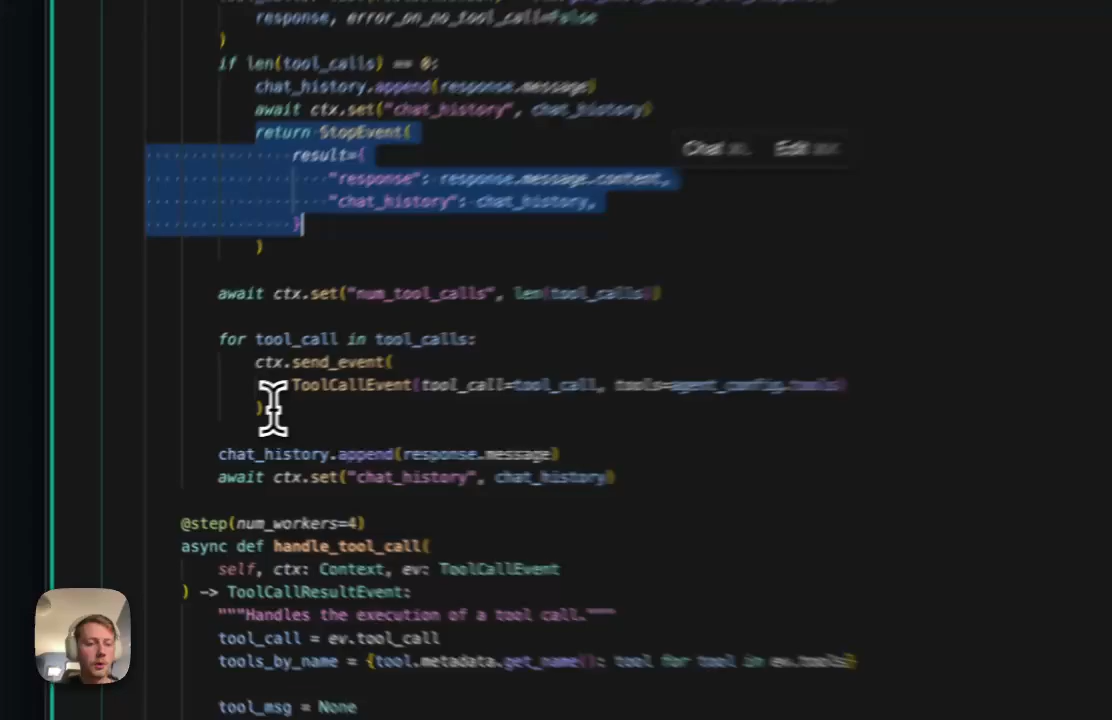 response, error_on_no_tool_call=False
)
if len(tool_calls) == 0:
chat_history.append(response.message)
await ctx.set("chat_history", chat_history)
return StopEvent(
result={
"response": response.message.content,
"chat_history": chat_history,
}
)
Chat
Edit
await ctx.set("num_tool_calls", len(tool_calls))
for tool_call in tool_calls:
ctx.send_event(
ToolCallEvent(tool_call=tool_call, tools=agent_config.tools)
)
chat_history.append(response.message)
await ctx.set("chat_history", chat_history)
@step(num_workers=4)
async def handle_tool_call(
self, ctx: Context, ev: ToolCallEvent
) -> ToolCallResultEvent:
"""Handles the execution of a tool call."""
tool_call = ev.tool_call
tools_by_name = {tool.metadata.get_name(): tool for tool in ev.tools}
tool_msg = None